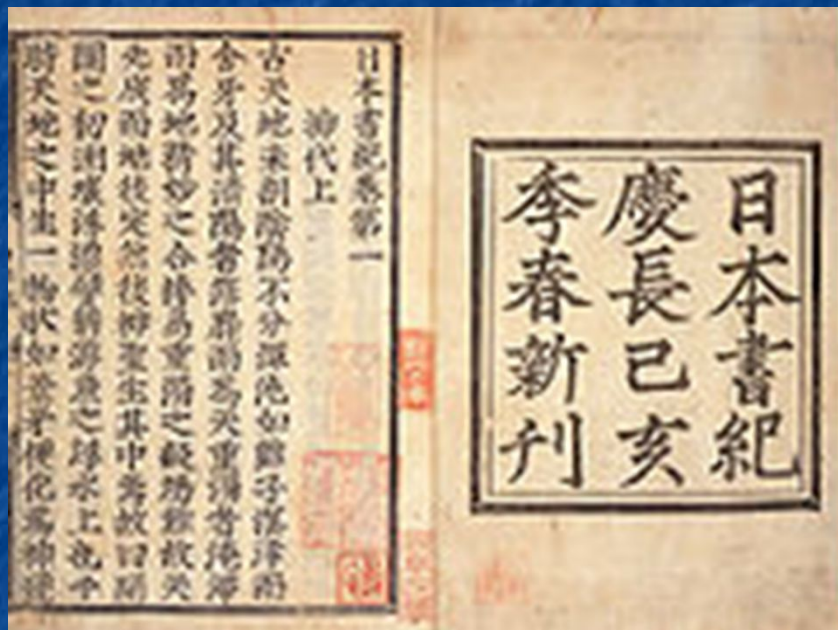 日本書紀
慶長己亥
季春新刊
日本書紀卷第一
神代上
古天地未剖陰陽不分渾沌如雞子溟涬而
含牙及其清陽者薄靡而爲天重濁者淹滯
而爲地精妙之合搏易重濁之凝竭難故天
先成而地後定然後神聖生其中焉故曰開
闢之初洲壤浮漂譬猶游魚之浮水上也于
時天地之中生一物狀如葦牙便化爲神號